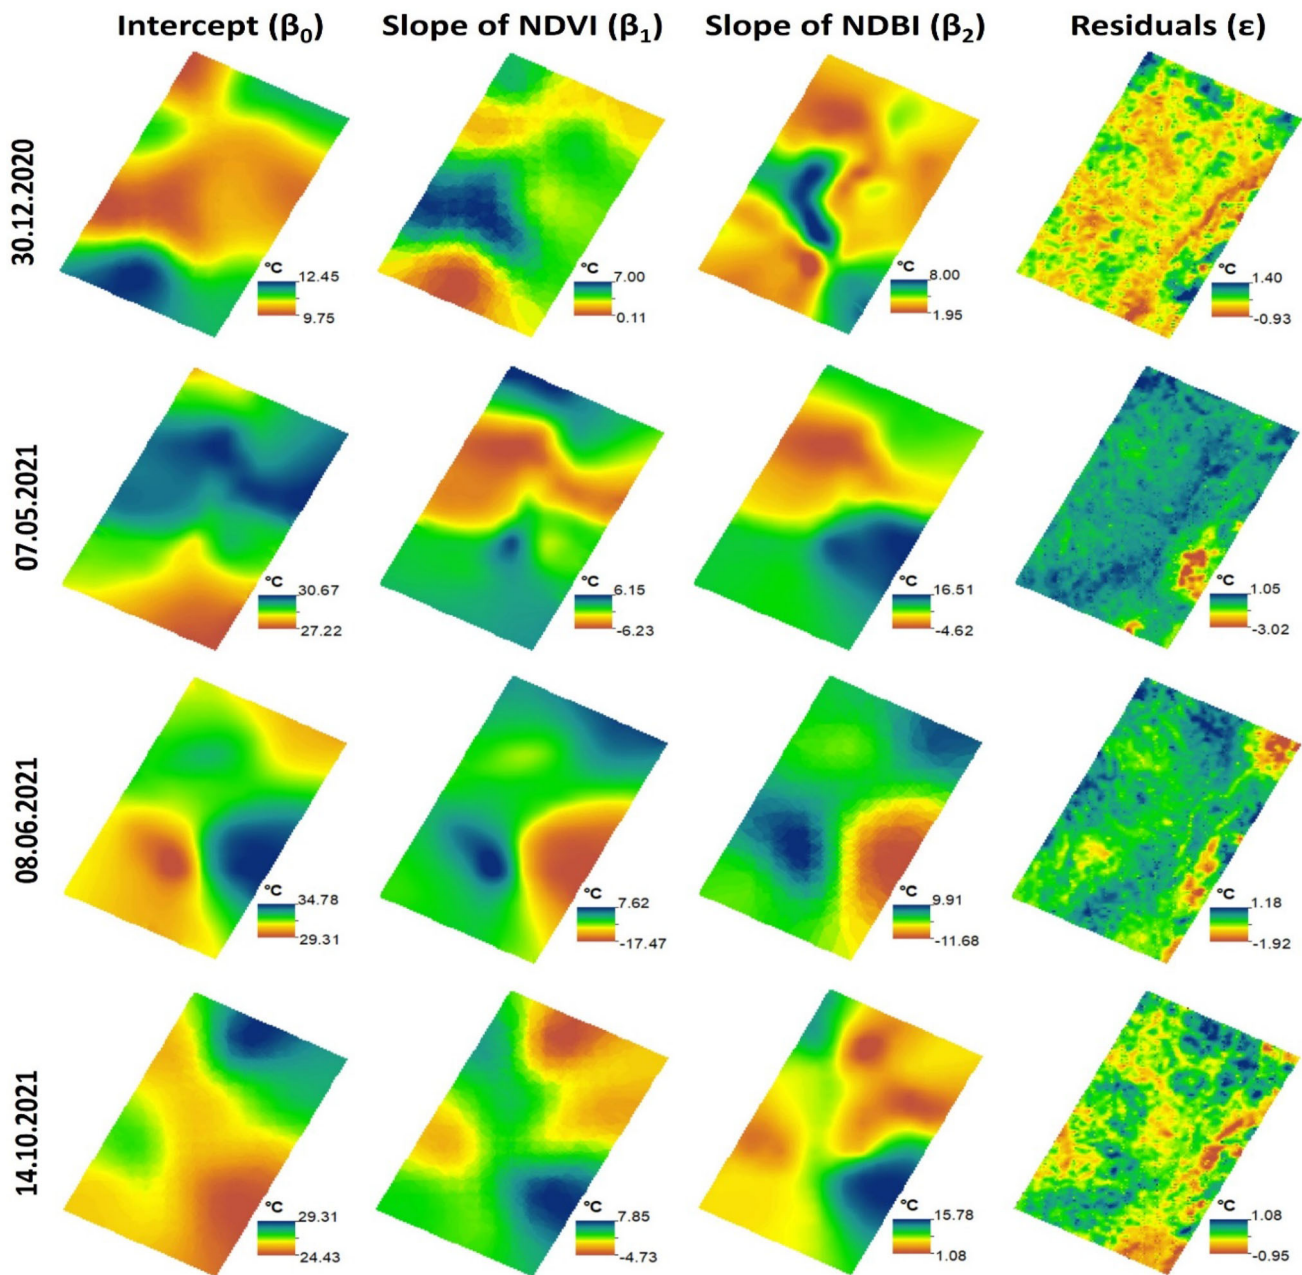 Intercept (β₀) Slope of NDVI (β₁) Slope of NDBI (β₂) Residuals (ε)
30.12.2020
°C 12.45 9.75
°C 7.00 0.11
°C 8.00 1.95
°C 1.40 -0.93
07.05.2021
°C 30.67 27.22
°C 6.15 -6.23
°C 16.51 -4.62
°C 1.05 -3.02
08.06.2021
°C 34.78 29.31
°C 7.62 -17.47
°C 9.91 -11.68
°C 1.18 -1.92
14.10.2021
°C 29.31 24.43
°C 7.85 -4.73
°C 15.78 1.08
°C 1.08 -0.95